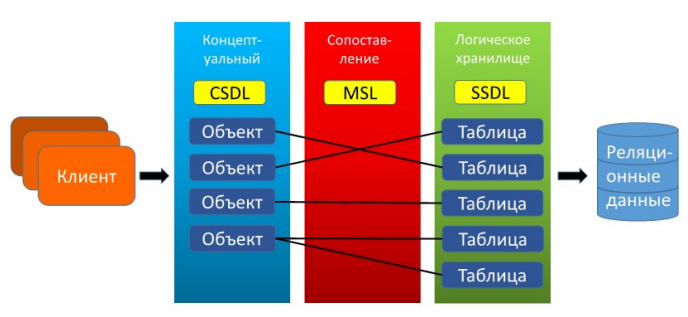 Концепт-
уальный
Сопостав-
ление
Логическое
хранилище
CSDL
MSL
SSDL
Объект
Таблица
Объект
Таблица
Объект
Таблица
Объект
Таблица
Таблица
Клиент
Реляци-
онные
данные